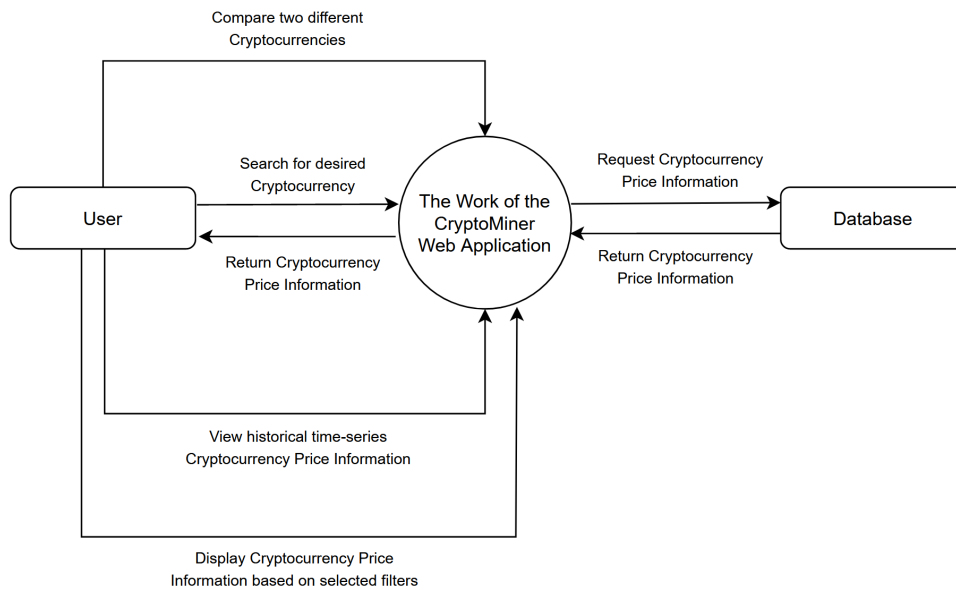 Compare two different
Cryptocurrencies
Search for desired
Cryptocurrency
Request Cryptocurrency
Price Information
User
The Work of the
CryptoMiner
Web Application
Database
Return Cryptocurrency
Price Information
Return Cryptocurrency
Price Information
View historical time-series
Cryptocurrency Price Information
Display Cryptocurrency Price
Information based on selected filters